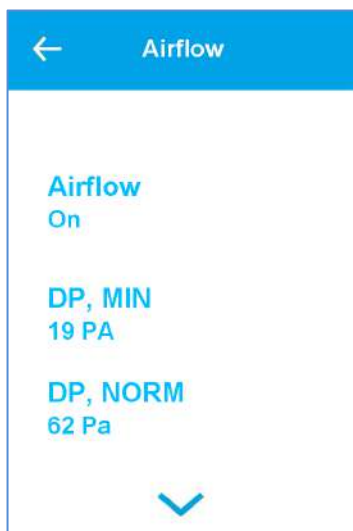 Airflow
Airflow
On
DP, MIN
19 PA
DP, NORM
62 Pa